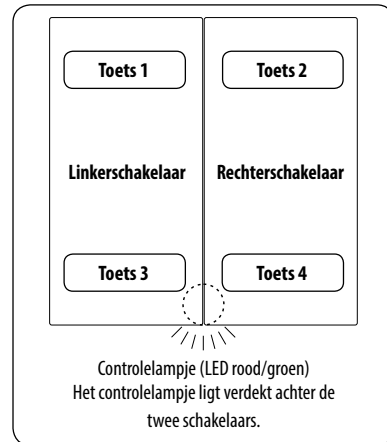 Toets 1
Toets 2
Linkerschakelaar
Rechterschakelaar
Toets 3
Toets 4
Controlelampje (LED rood/groen)
Het controlelampje ligt verdekt achter de
twee schakelaars.